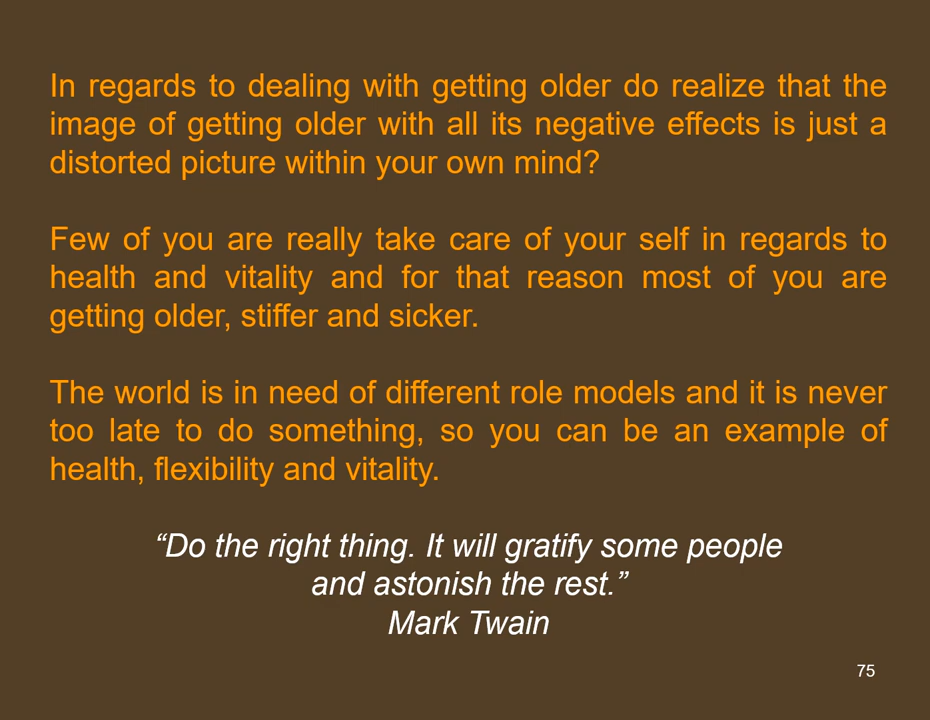 In regards to dealing with getting older do realize that the
image of getting older with all its negative effects is just a
distorted picture within your own mind?
Few of you are really take care of your self in regards to
health and vitality and for that reason most of you are
getting older, stiffer and sicker.
The world is in need of different role models and it is never
too late to do something, so you can be an example of
health, flexibility and vitality.
“Do the right thing. It will gratify some people
and astonish the rest.”
Mark Twain
75